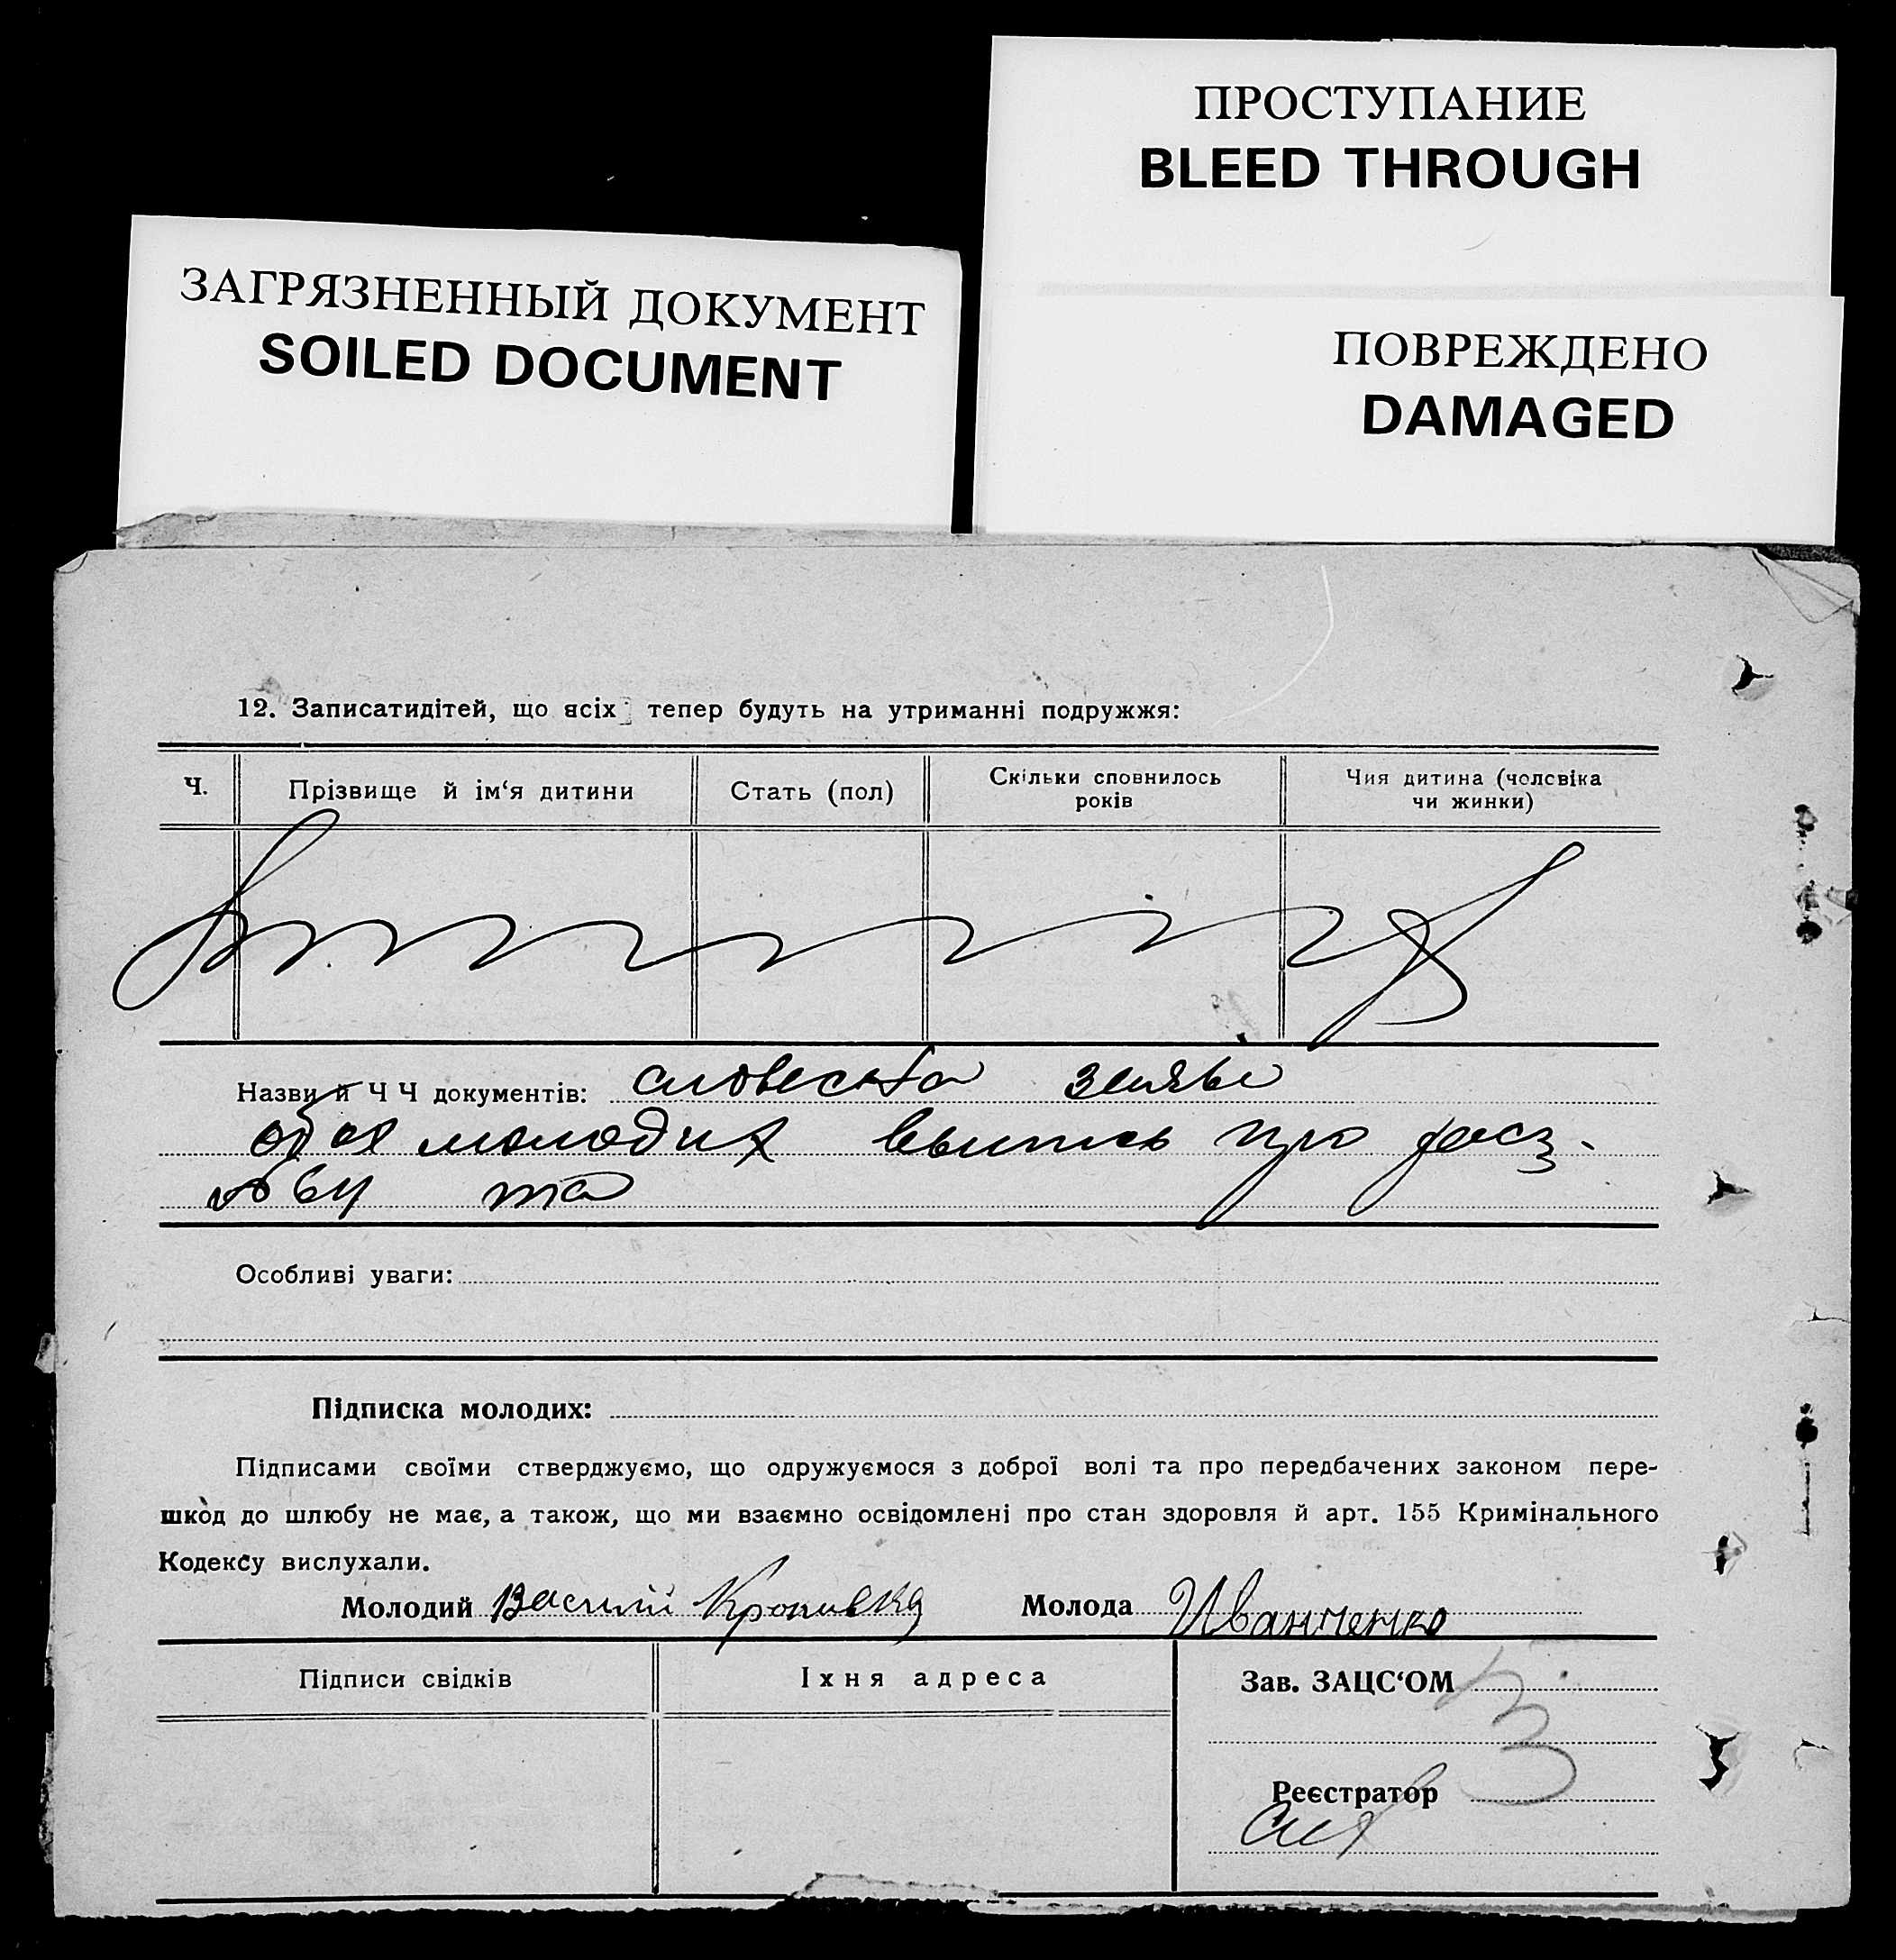 ПРОСТУПАНИЕ
BLEED THROUGH
ЗАГРЯЗНЕННЫЙ ДОКУМЕНТ
SOILED DOCUMENT
ПОВРЕЖДЕНО
DAMAGED
12. Записатидітей, що всіх тепер будуть на утриманні подружжя:
Ч.
Прізвище й ім‘я дитини
Стать (пол)
Скільки сповнилось
років
Чия дитина (чоловіка
чи жинки)
Назви й Ч Ч документів: словесна заява
обох молодих выпись про
та
Особливі уваги:
Підписка молодих:
Підписами своїми стверджуємо, що одружуємося з доброї волі та про передбачених законом пере-
шкод до шлюбу не має, а також, що ми взаємно освідомлені про стан здоровля й арт. 155 Кримінального
Кодексу вислухали.
Молодий Василий Кропивка Молода Иванченко
Підписи свідків
Їхня адреса
Зав. ЗАЦС‘ОМ
Реєстратор